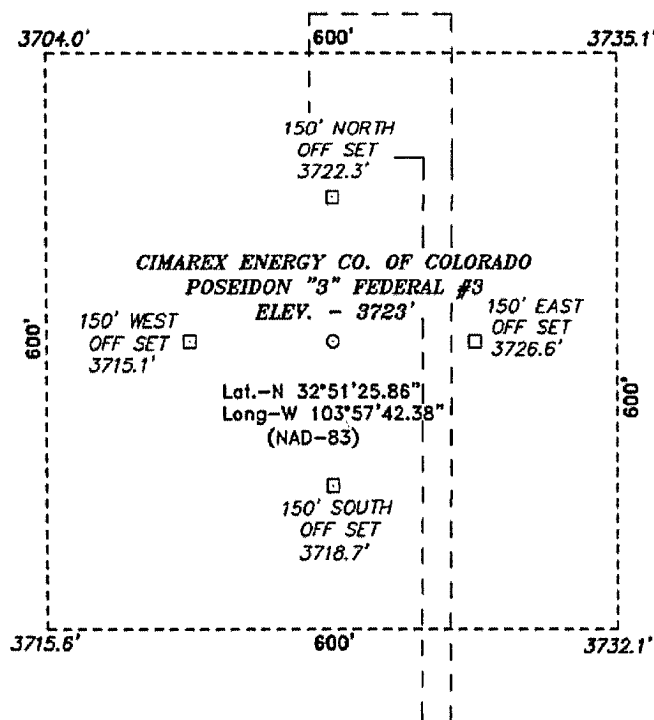 3704.0' 600' 3735.1'
150' NORTH
OFF SET
3722.3'
CIMAREX ENERGY CO. OF COLORADO
POSEIDON "3" FEDERAL #3
ELEV. - 3723'
150' WEST
OFF SET
3715.1'
150' EAST
OFF SET
3726.6'
600'
600'
Lat.-N 32°51'25.86"
Long-W 103°57'42.38"
(NAD-83)
150' SOUTH
OFF SET
3718.7'
3715.6' 600' 3732.1'